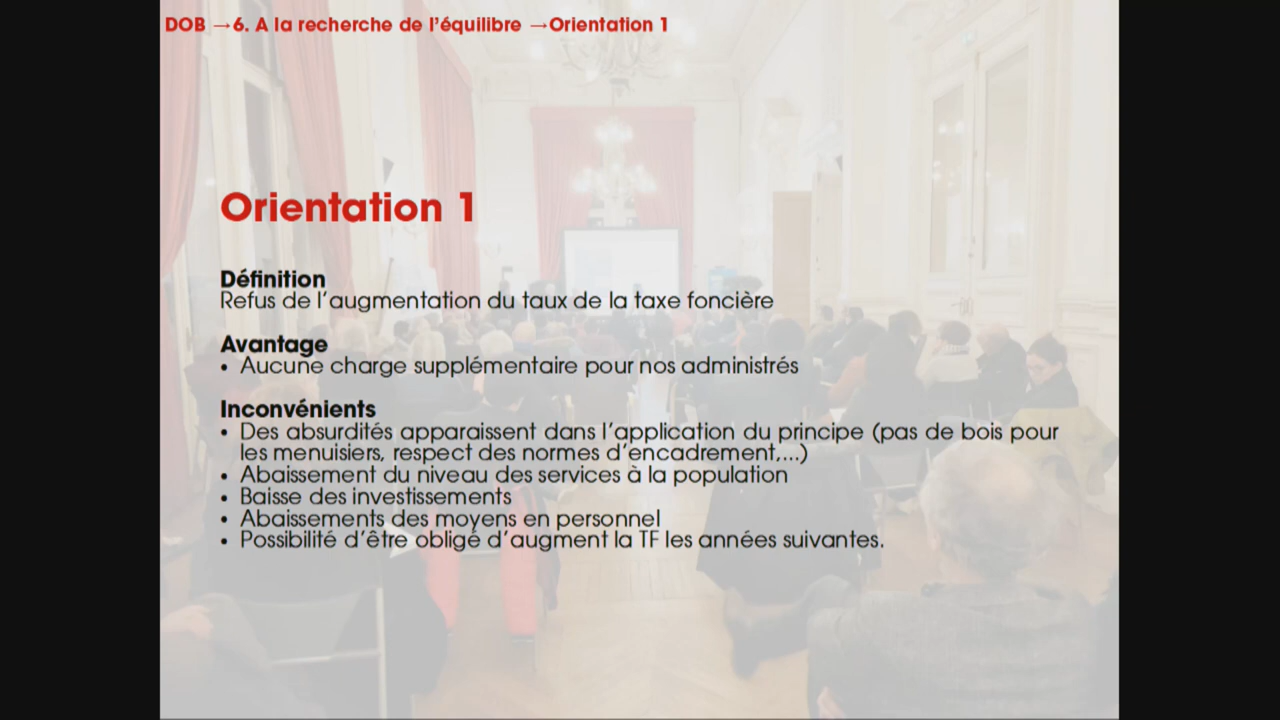 DOB →6. A la recherche de l'équilibre →Orientation 1
Orientation 1
Définition
Refus de l'augmentation du taux de la taxe foncière
Avantage
• Aucune charge supplémentaire pour nos administrés
Inconvénients
• Des absurdités apparaissent dans l'application du principe (pas de bois pour
les menuisiers, respect des normes d'encadrement,...)
• Abaissement du niveau des services à la population
• Baisse des investissements
• Abaissements des moyens en personnel
• Possibilité d'être obligé d'augment la TF les années suivantes.